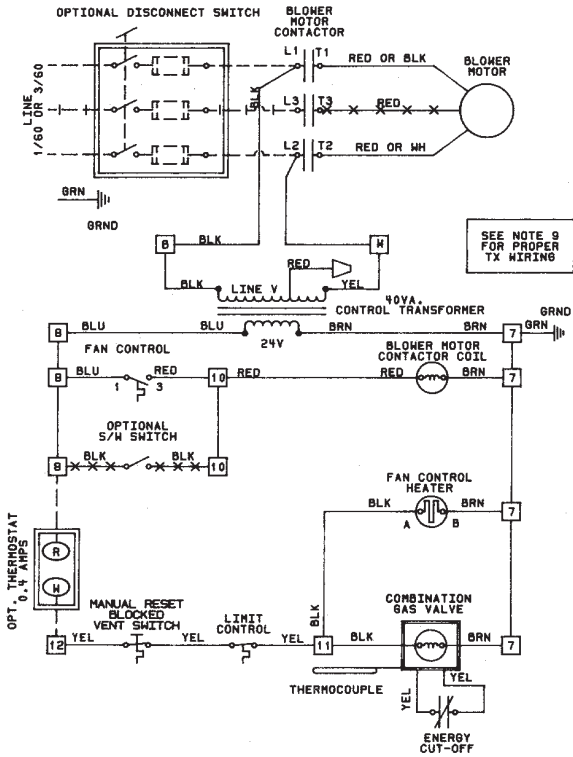 OPTIONAL DISCONNECT SWITCH
BLOWER
MOTOR
CONTACTOR
L1 T1
RED OR BLK
BLOWER
MOTOR
LINE
1/60 OR 3/60
BLK
L3 T3
RED
L2 T2
RED OR WH
GRN
GRND
B
BLK
W
SEE NOTE 9
FOR PROPER
TX WIRING
RED
BLK
LINE V
YEL
40VA.
CONTROL TRANSFORMER
GRND
8
BLU
BLU
24V
BRN
BRN
7
GRN
FAN CONTROL
BLOWER MOTOR
CONTACTOR COIL
8
BLU
1
3
RED
10
RED
RED
BRN
7
OPTIONAL
S/W SWITCH
8
BLK
BLK
10
FAN CONTROL
HEATER
BLK
A
B
BRN
7
OPT. THERMOSTAT
0.4 AMPS
R
W
BLK
MANUAL RESET
BLOCKED
VENT SWITCH
LIMIT
CONTROL
COMBINATION
GAS VALVE
12
YEL
YEL
YEL
11
BLK
BRN
7
THERMOCOUPLE
YEL
YEL
ENERGY
CUT-OFF